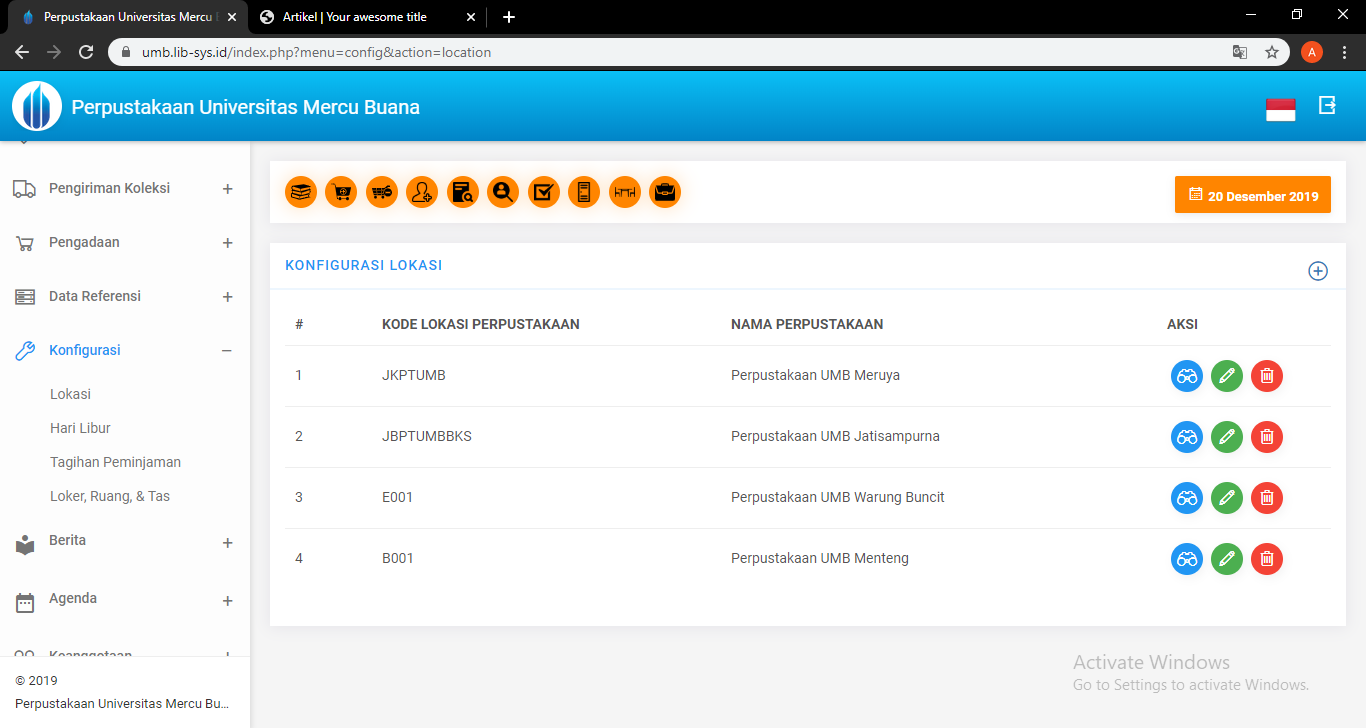 Perpustakaan Universitas Mercu B
Artikel | Your awesome title
umb.lib-sys.id/index.php?menu=config&action=location
A
Perpustakaan Universitas Mercu Buana
Pengiriman Koleksi +
Pengadaan +
Data Referensi +
Konfigurasi –
Lokasi
Hari Libur
Tagihan Peminjaman
Loker, Ruang, & Tas
Berita +
Agenda +
Keanggotaan +
© 2019
Perpustakaan Universitas Mercu Bu...
20 Desember 2019
KONFIGURASI LOKASI
# KODE LOKASI PERPUSTAKAAN NAMA PERPUSTAKAAN AKSI
1 JKPTUMB Perpustakaan UMB Meruya
2 JBPTUMBBKS Perpustakaan UMB Jatisampurna
3 E001 Perpustakaan UMB Warung Buncit
4 B001 Perpustakaan UMB Menteng
Activate Windows
Go to Settings to activate Windows.